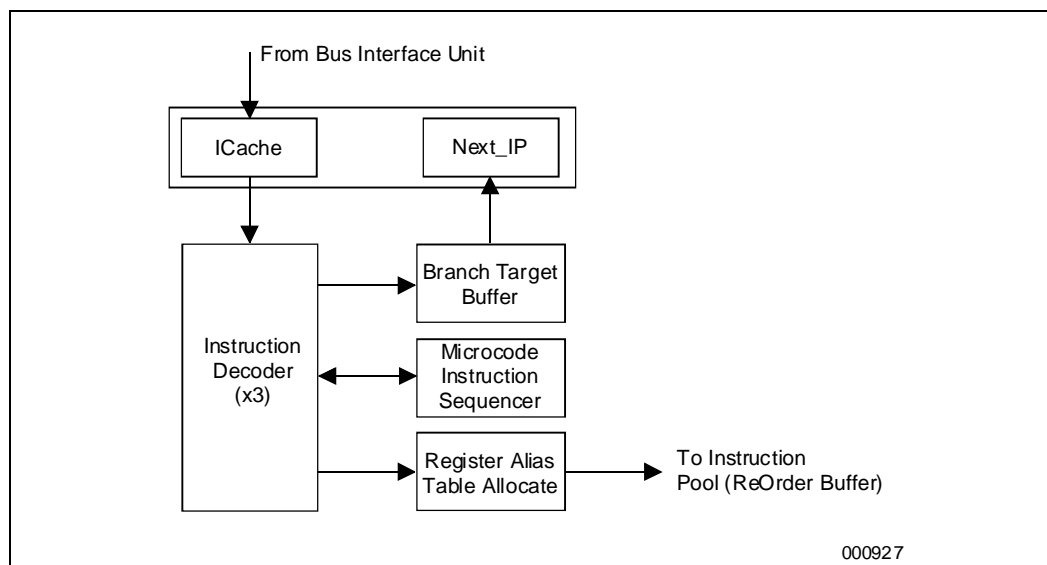 From Bus Interface Unit
ICache
Next_IP
Branch Target
Buffer
Instruction
Decoder
(x3)
Microcode
Instruction
Sequencer
Register Alias
Table Allocate
To Instruction
Pool (ReOrder Buffer)
000927